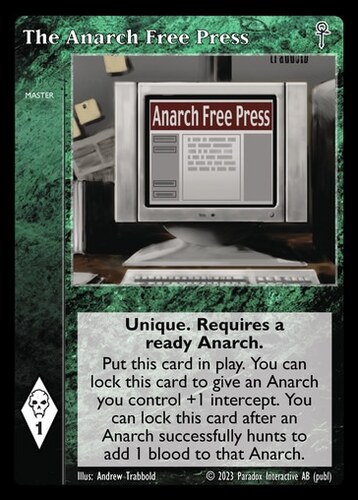 The Anarch Free Press
MASTER
Trabbold
Anarch Free Press
Unique. Requires a
ready Anarch.
Put this card in play. You can
lock this card to give an Anarch
you control +1 intercept. You
can lock this card after an
Anarch successfully hunts to
add 1 blood to that Anarch.
1
Illus: Andrew Trabbold © 2023 Paradox Interactive AB (publ)